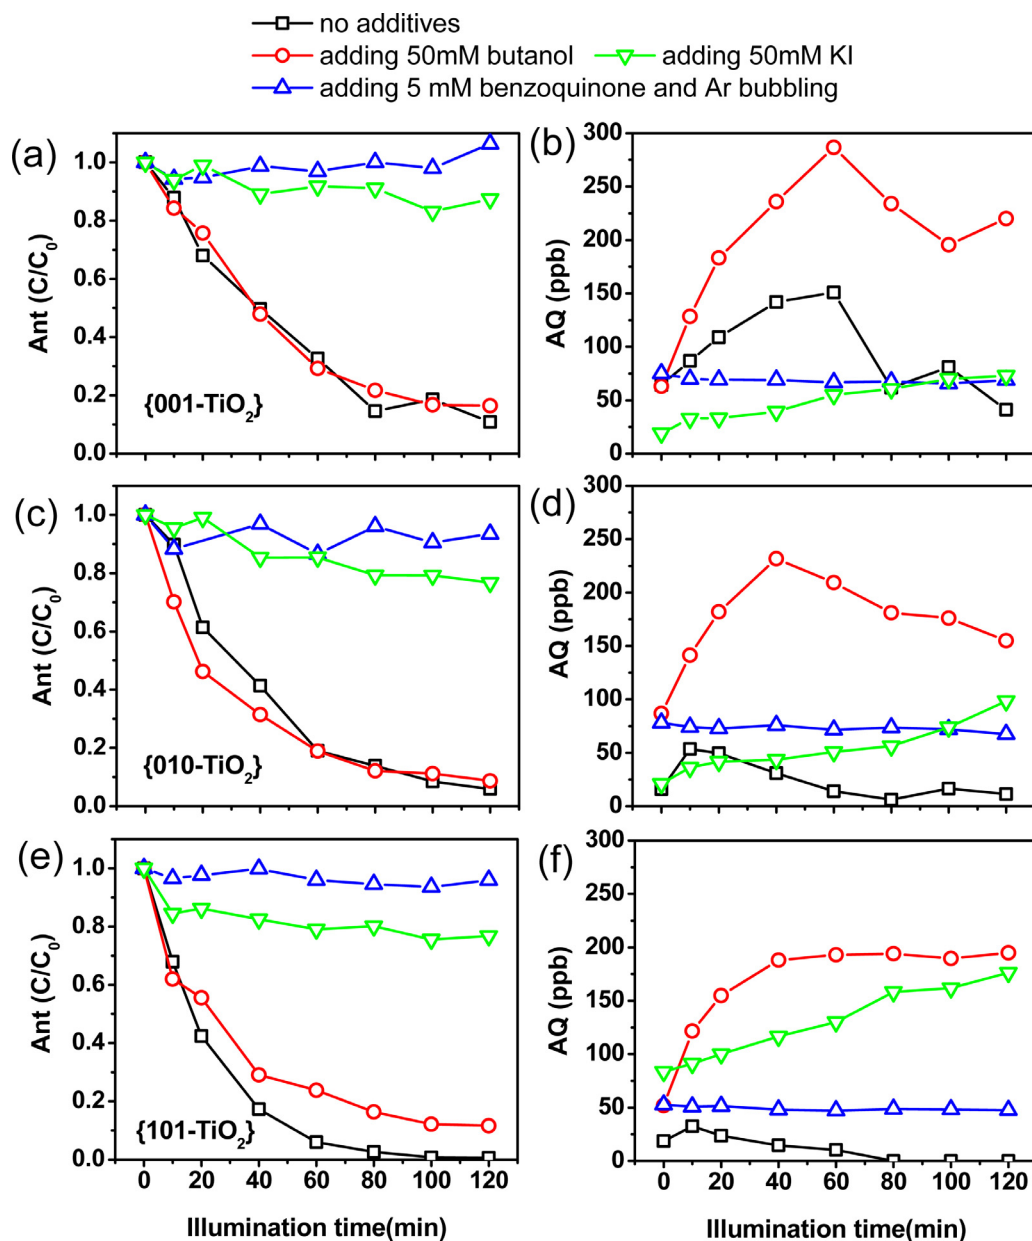 no additives
adding 50mM butanol adding 50mM KI
adding 5 mM benzoquinone and Ar bubbling
(a)
1.0
0.8
0.6
0.4
0.2
0.0
Ant (C/C₀)
{001-TiO₂}
(b)
300
250
200
150
100
50
0
AQ (ppb)
(c)
1.0
0.8
0.6
0.4
0.2
0.0
Ant (C/C₀)
{010-TiO₂}
(d)
300
250
200
150
100
50
0
AQ (ppb)
(e)
1.0
0.8
0.6
0.4
0.2
0.0
Ant (C/C₀)
{101-TiO₂}
0 20 40 60 80 100 120
Illumination time(min)
(f)
300
250
200
150
100
50
0
AQ (ppb)
0 20 40 60 80 100 120
Illumination time(min)